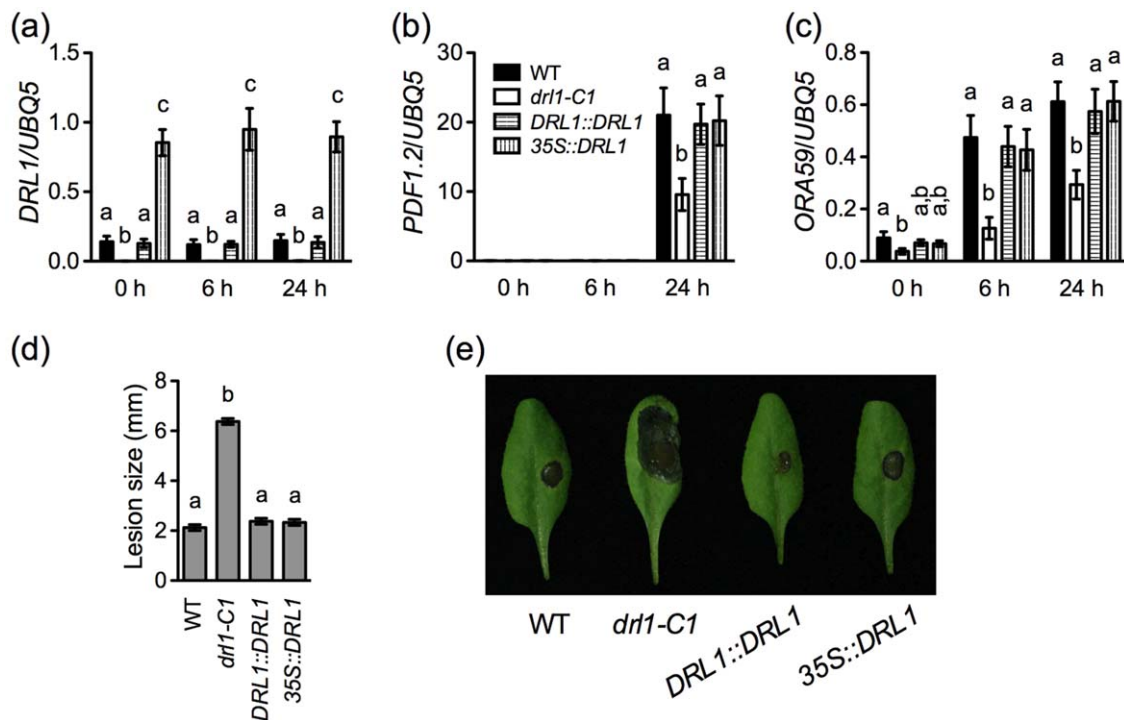 (a)
DRL1/UBQ5
1.5
1.0
0.5
0.0
a b a c
a b a c
a b a c
0 h 6 h 24 h
(b)
PDF1.2/UBQ5
30
20
10
0
WT
drl1-C1
DRL1::DRL1
35S::DRL1
a b a a
0 h 6 h 24 h
(c)
ORA59/UBQ5
0.8
0.6
0.4
0.2
0.0
a b a,b a,b
a b a a
a b a a
0 h 6 h 24 h
(d)
Lesion size (mm)
8
6
4
2
0
a b a a
WT
drl1-C1
DRL1::DRL1
35S::DRL1
(e)
WT
drl1-C1
DRL1::DRL1
35S::DRL1